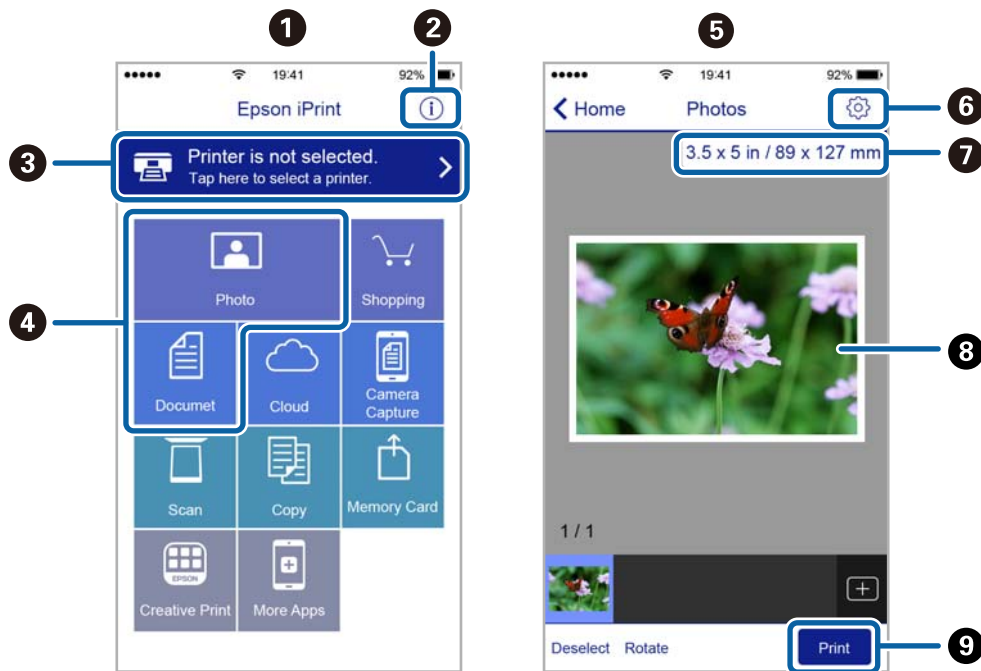 1
2
19:41
92%
Epson iPrint
i
3
Printer is not selected.
Tap here to select a printer.
4
Photo
Shopping
Documet
Cloud
Camera
Capture
Scan
Copy
Memory Card
EPSON
Creative Print
More Apps
5
19:41
92%
Home
Photos
6
3.5 x 5 in / 89 x 127 mm
7
8
1 / 1
Deselect
Rotate
Print
9